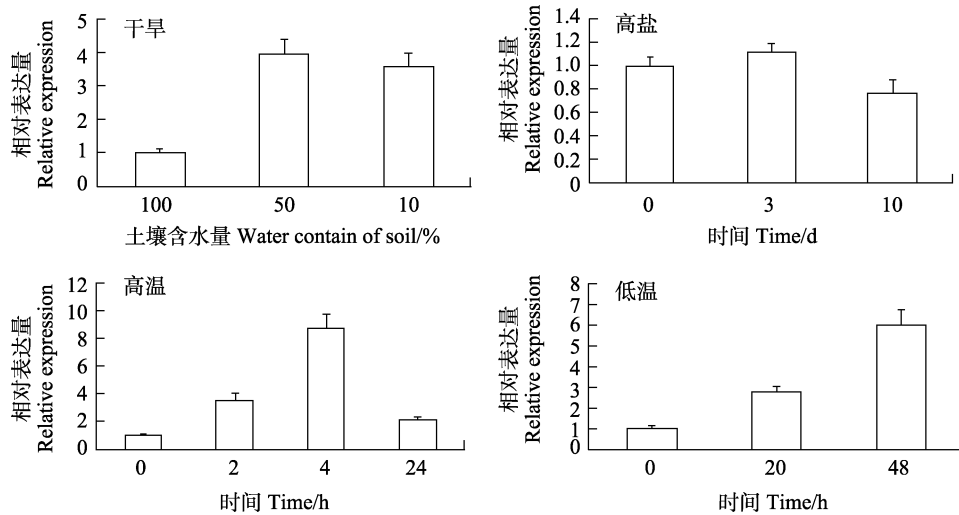 干旱
相对表达量
Relative expression
5
4
3
2
1
0
100 50 10
土壤含水量 Water contain of soil/%
高盐
相对表达量
Relative expression
1.4
1.2
1.0
0.8
0.6
0.4
0.2
0
0 3 10
时间 Time/d
高温
相对表达量
Relative expression
12
10
8
6
4
2
0
0 2 4 24
时间 Time/h
低温
相对表达量
Relative expression
8
7
6
5
4
3
2
1
0
0 20 48
时间 Time/h